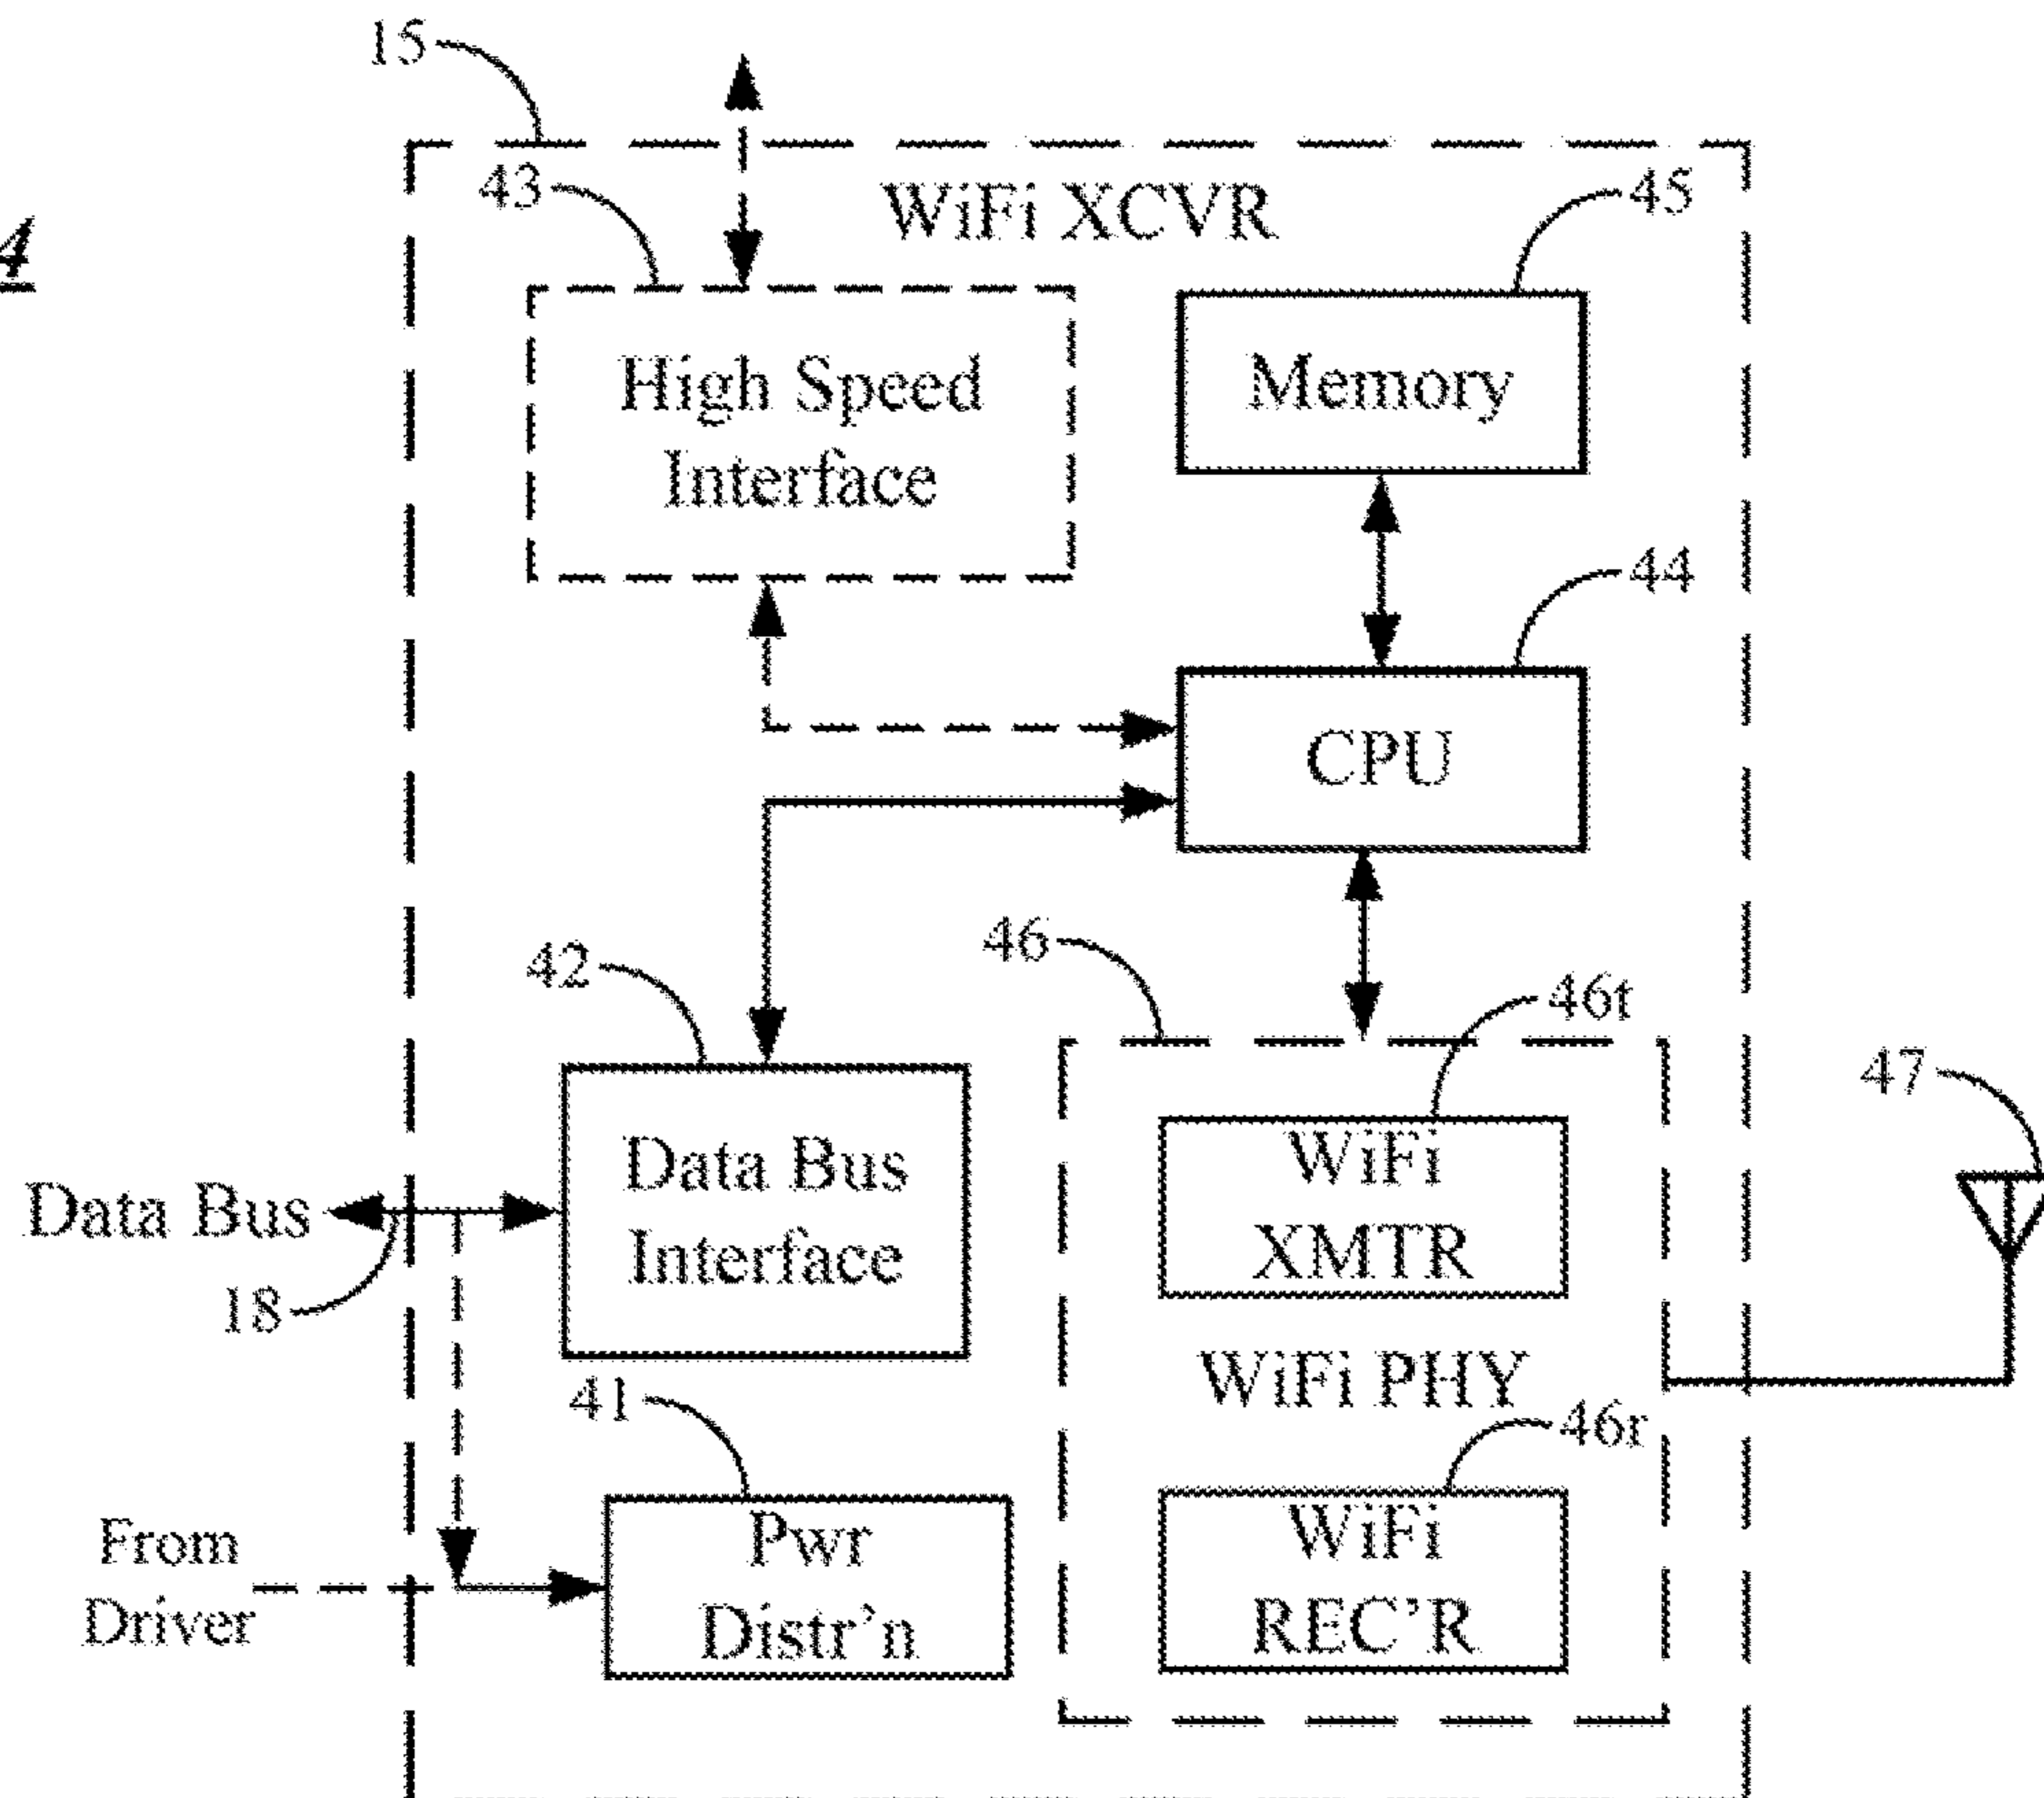 4
15
43
WiFi XCVR
45
High Speed
Interface
Memory
44
CPU
42
46
46t
47
Data Bus
18
Data Bus
Interface
WiFi
XMTR
WiFi PHY
41
46r
From
Driver
Pwr
Distr’n
WiFi
REC’R